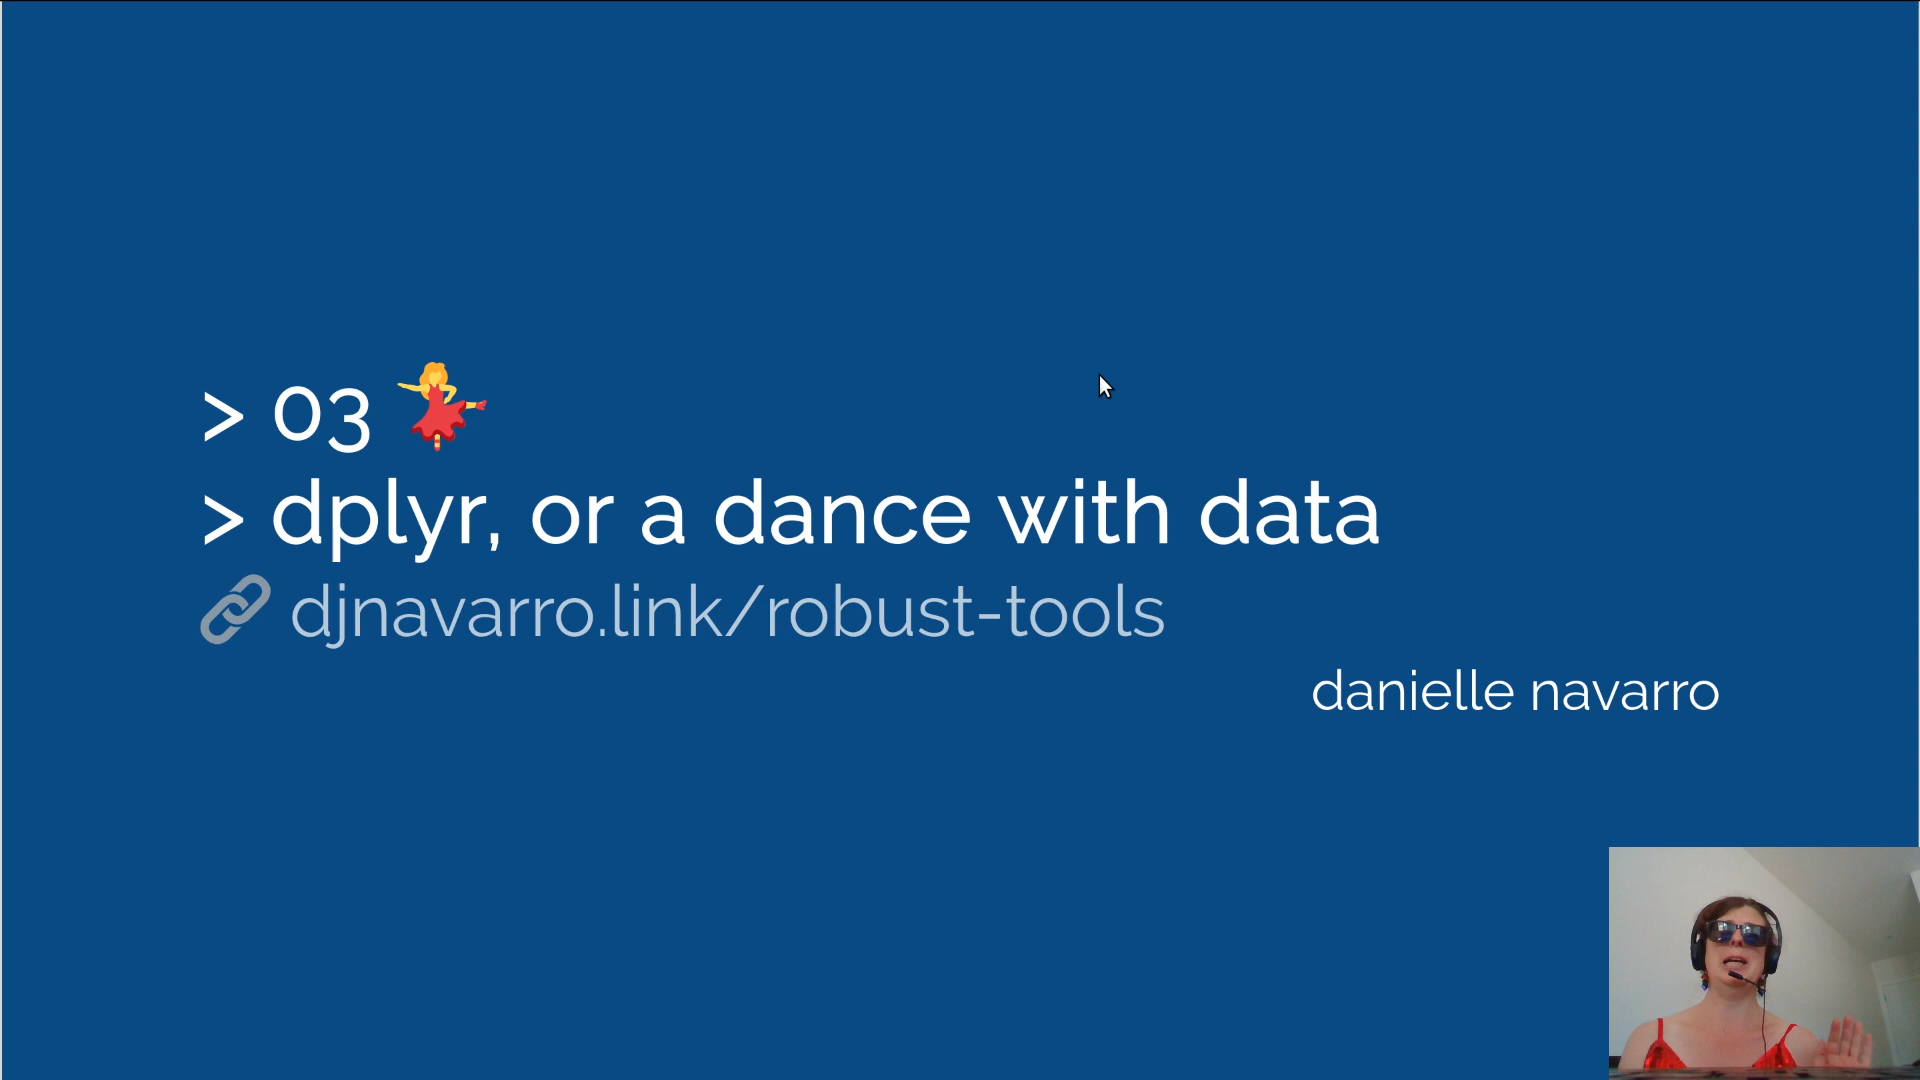 > 03 💃
> dplyr, or a dance with data
🔗 djnavarro.link/robust-tools
danielle navarro